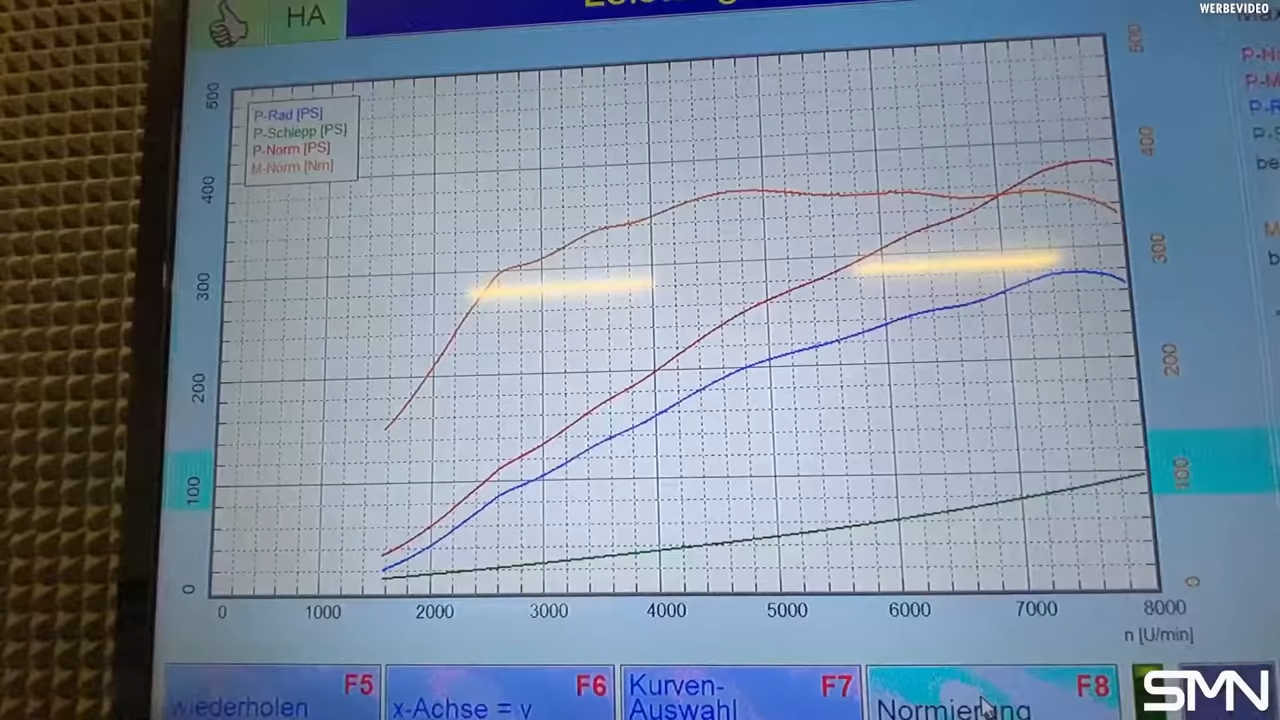 WERBEVIDEO
HA
P-Rad [PS]
P-Schlepp [PS]
P-Norm [PS]
M-Norm [Nm]
500
400
300
200
100
0
500
400
300
200
100
0
0 1000 2000 3000 4000 5000 6000 7000 8000
n [U/min]
F5
wiederholen
F6
x-Achse = v
Kurven- F7
Auswahl
F8
Normierung
SMN